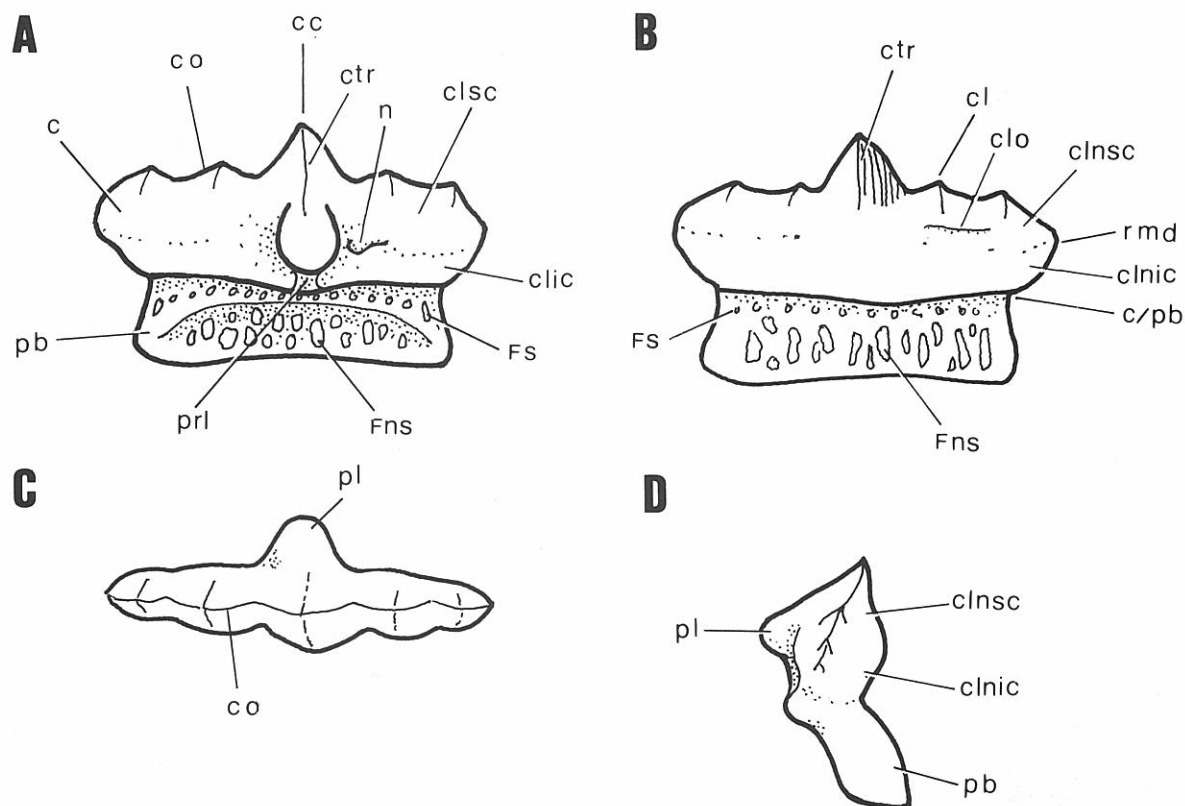 A
cc
co
ctr
n
clsc
c
clic
pb
Fs
prl
Fns
B
ctr
cl
clo
clnsc
rmd
clnic
c/pb
Fs
Fns
C
pl
co
D
clnsc
pl
clnic
pb